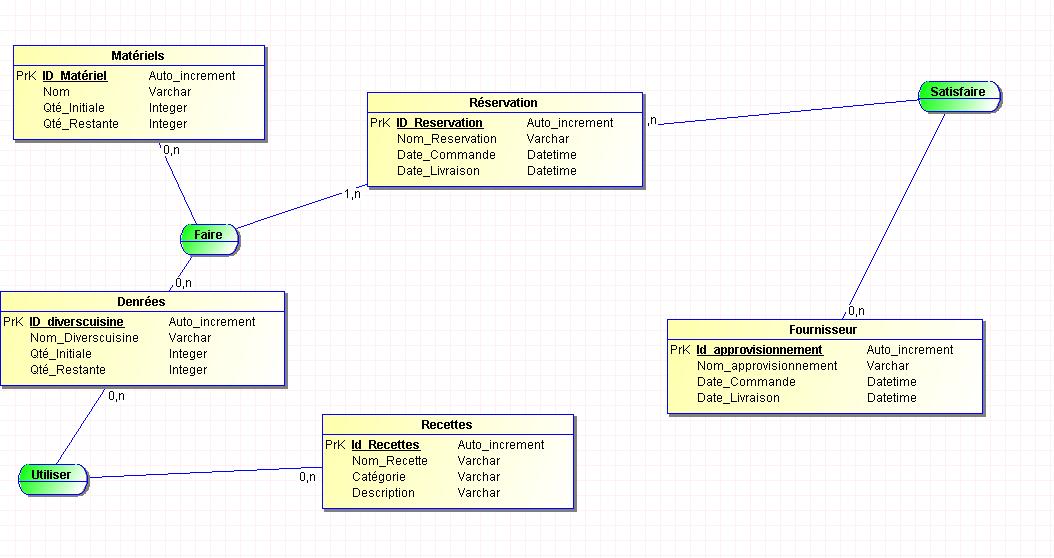 Matériels
PrK ID_Matériel Auto_increment
Nom Varchar
Qté_Initiale Integer
Qté_Restante Integer
0,n
Réservation
PrK ID_Reservation Auto_increment
Nom_Reservation Varchar
Date_Commande Datetime
Date_Livraison Datetime
,n
Satisfaire
1,n
Faire
0,n
Denrées
PrK ID_diverscuisine Auto_increment
Nom_Diverscuisine Varchar
Qté_Initiale Integer
Qté_Restante Integer
0,n
0,n
Fournisseur
PrK Id_approvisionnement Auto_increment
Nom_approvisionnement Varchar
Date_Commande Datetime
Date_Livraison Datetime
Recettes
PrK Id_Recettes Auto_increment
Nom_Recette Varchar
Catégorie Varchar
Description Varchar
0,n
Utiliser